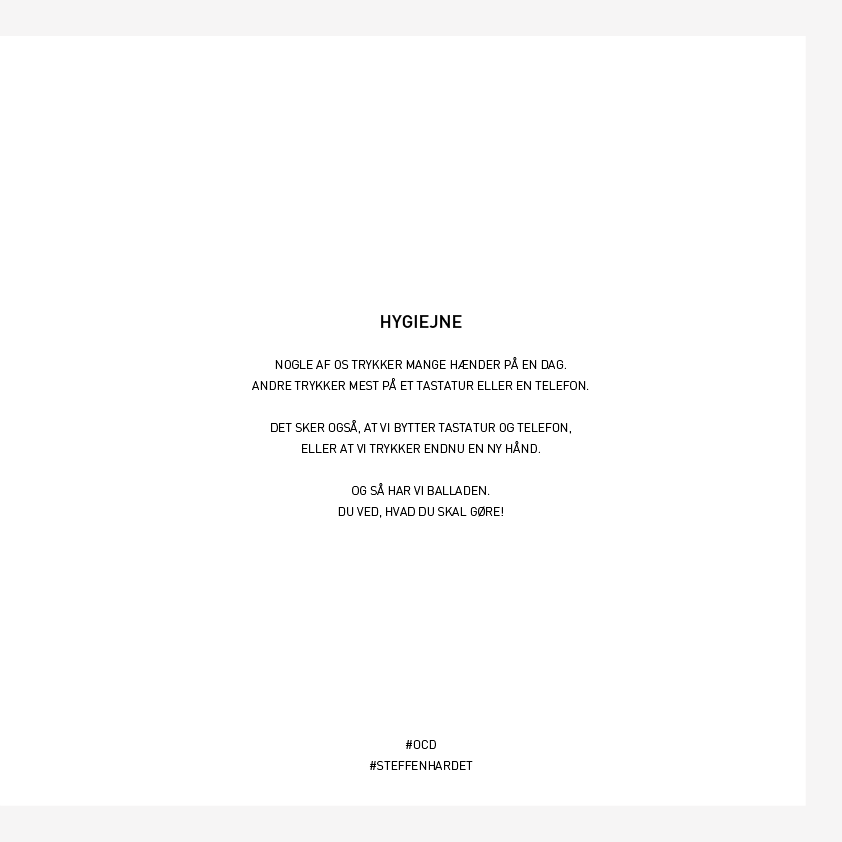 HYGIEJNE
NOGLE AF OS TRYKKER MANGE HÆNDER PÅ EN DAG.
ANDRE TRYKKER MEST PÅ ET TASTATUR ELLER EN TELEFON.
DET SKER OGSÅ, AT VI BYTTER TASTATUR OG TELEFON,
ELLER AT VI TRYKKER ENDNU EN NY HÅND.
OG SÅ HAR VI BALLADEN.
DU VED, HVAD DU SKAL GØRE!
#OCD
#STEFFENHARDET